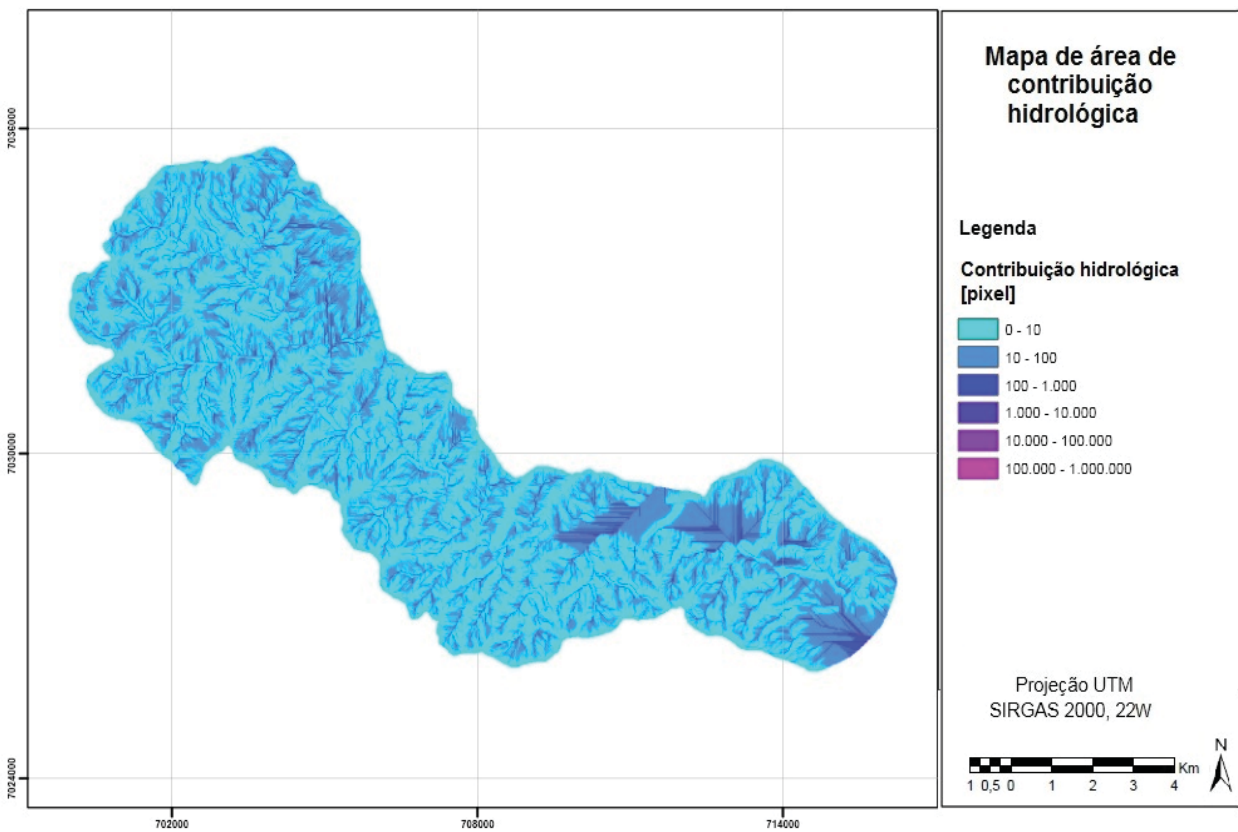 Mapa de área de
contribuição
hidrológica
Legenda
Contribuição hidrológica
[pixel]
0 - 10
10 - 100
100 - 1.000
1.000 - 10.000
10.000 - 100.000
100.000 - 1.000.000
Projeção UTM
SIRGAS 2000, 22W
N
Km
1 0,5 0 1 2 3 4
7036000
7030000
7024000
702000 708000 714000